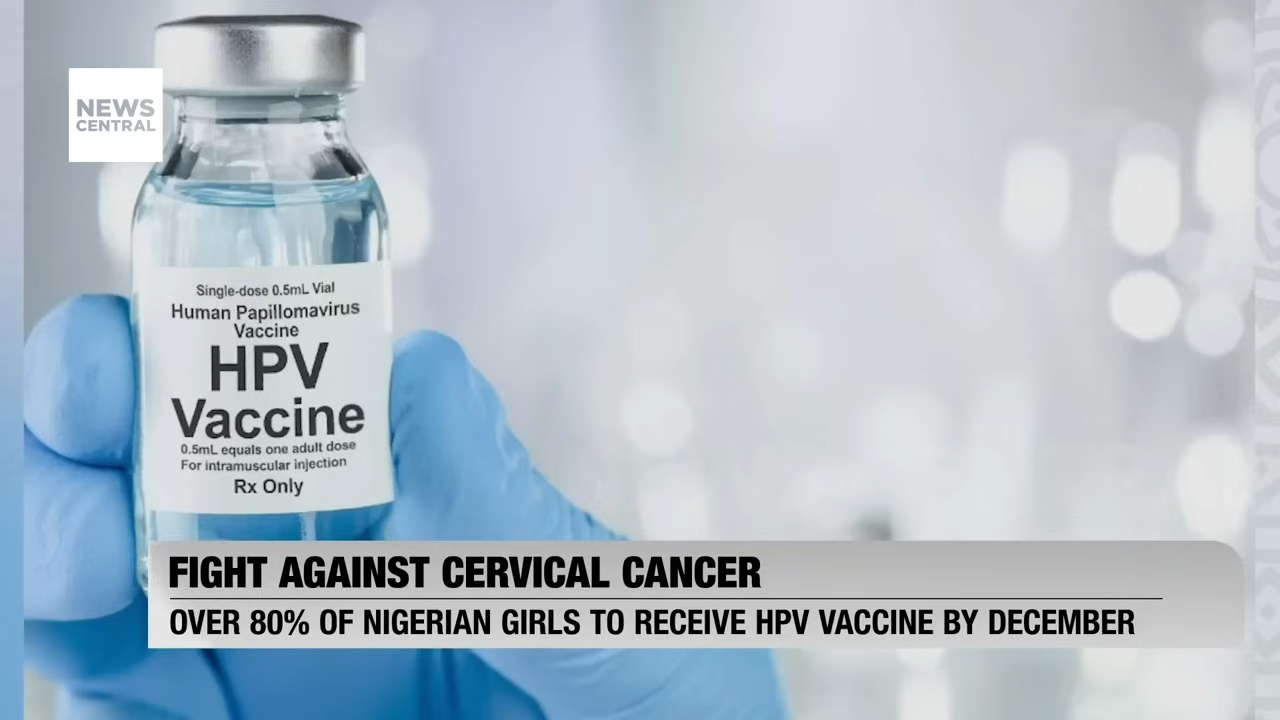 NEWS
CENTRAL
Single-dose 0.5mL Vial
Human Papillomavirus
Vaccine
HPV
Vaccine
0.5mL equals one adult dose
For intramuscular injection
Rx Only
FIGHT AGAINST CERVICAL CANCER
OVER 80% OF NIGERIAN GIRLS TO RECEIVE HPV VACCINE BY DECEMBER